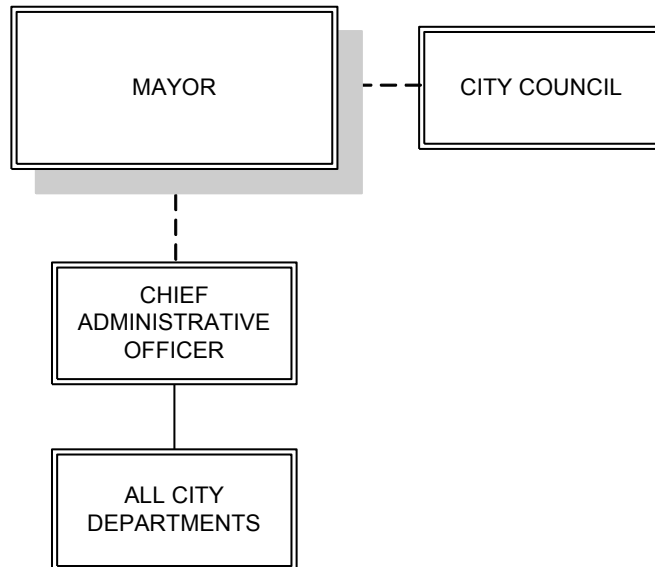 MAYOR
CITY COUNCIL
CHIEF
ADMINISTRATIVE
OFFICER
ALL CITY
DEPARTMENTS